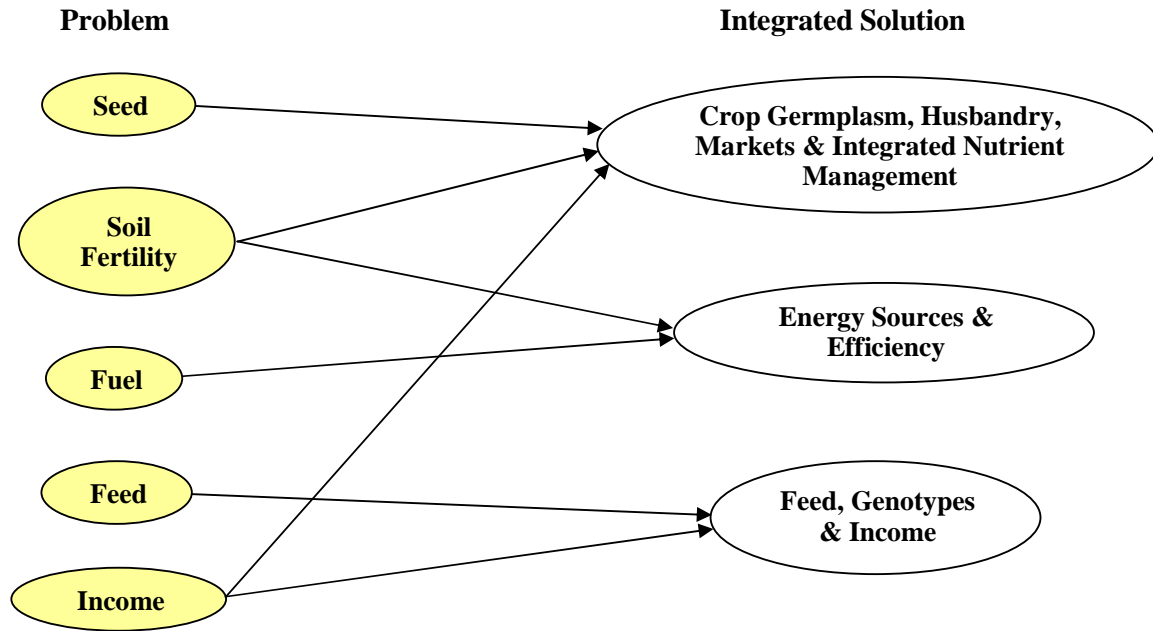 Problem
Integrated Solution
Seed
Crop Germplasm, Husbandry,
Markets & Integrated Nutrient
Management
Soil
Fertility
Energy Sources &
Efficiency
Fuel
Feed
Feed, Genotypes
& Income
Income